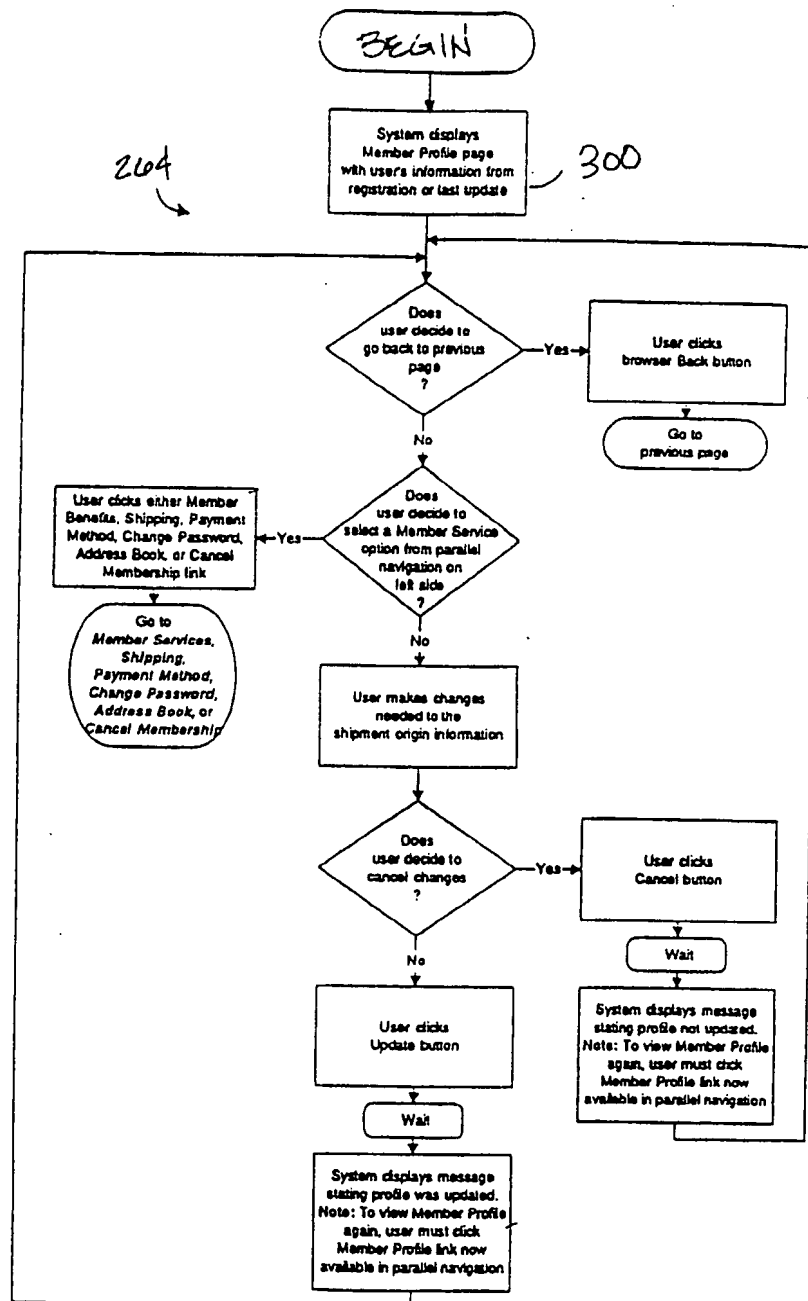 BEGIN
System displays
Member Profile page
with user's information from
registration or last update
300
264
Does
user decide to
go back to previous
page
?
Yes
User clicks
browser Back button
Go to
previous page
No
Does
user decide to
select a Member Service
option from parallel
navigation on
left side
?
Yes
User clicks either Member
Benefits, Shipping, Payment
Method, Change Password,
Address Book, or Cancel
Membership link
Go to
Member Services,
Shipping,
Payment Method,
Change Password,
Address Book, or
Cancel Membership
No
User makes changes
needed to the
shipment origin information
Does
user decide to
cancel changes
?
Yes
User clicks
Cancel button
Wait
System displays message
stating profile not updated.
Note: To view Member Profile
again, user must click
Member Profile link now
available in parallel navigation
No
User clicks
Update button
Wait
System displays message
stating profile was updated.
Note: To view Member Profile
again, user must click
Member Profile link now
available in parallel navigation